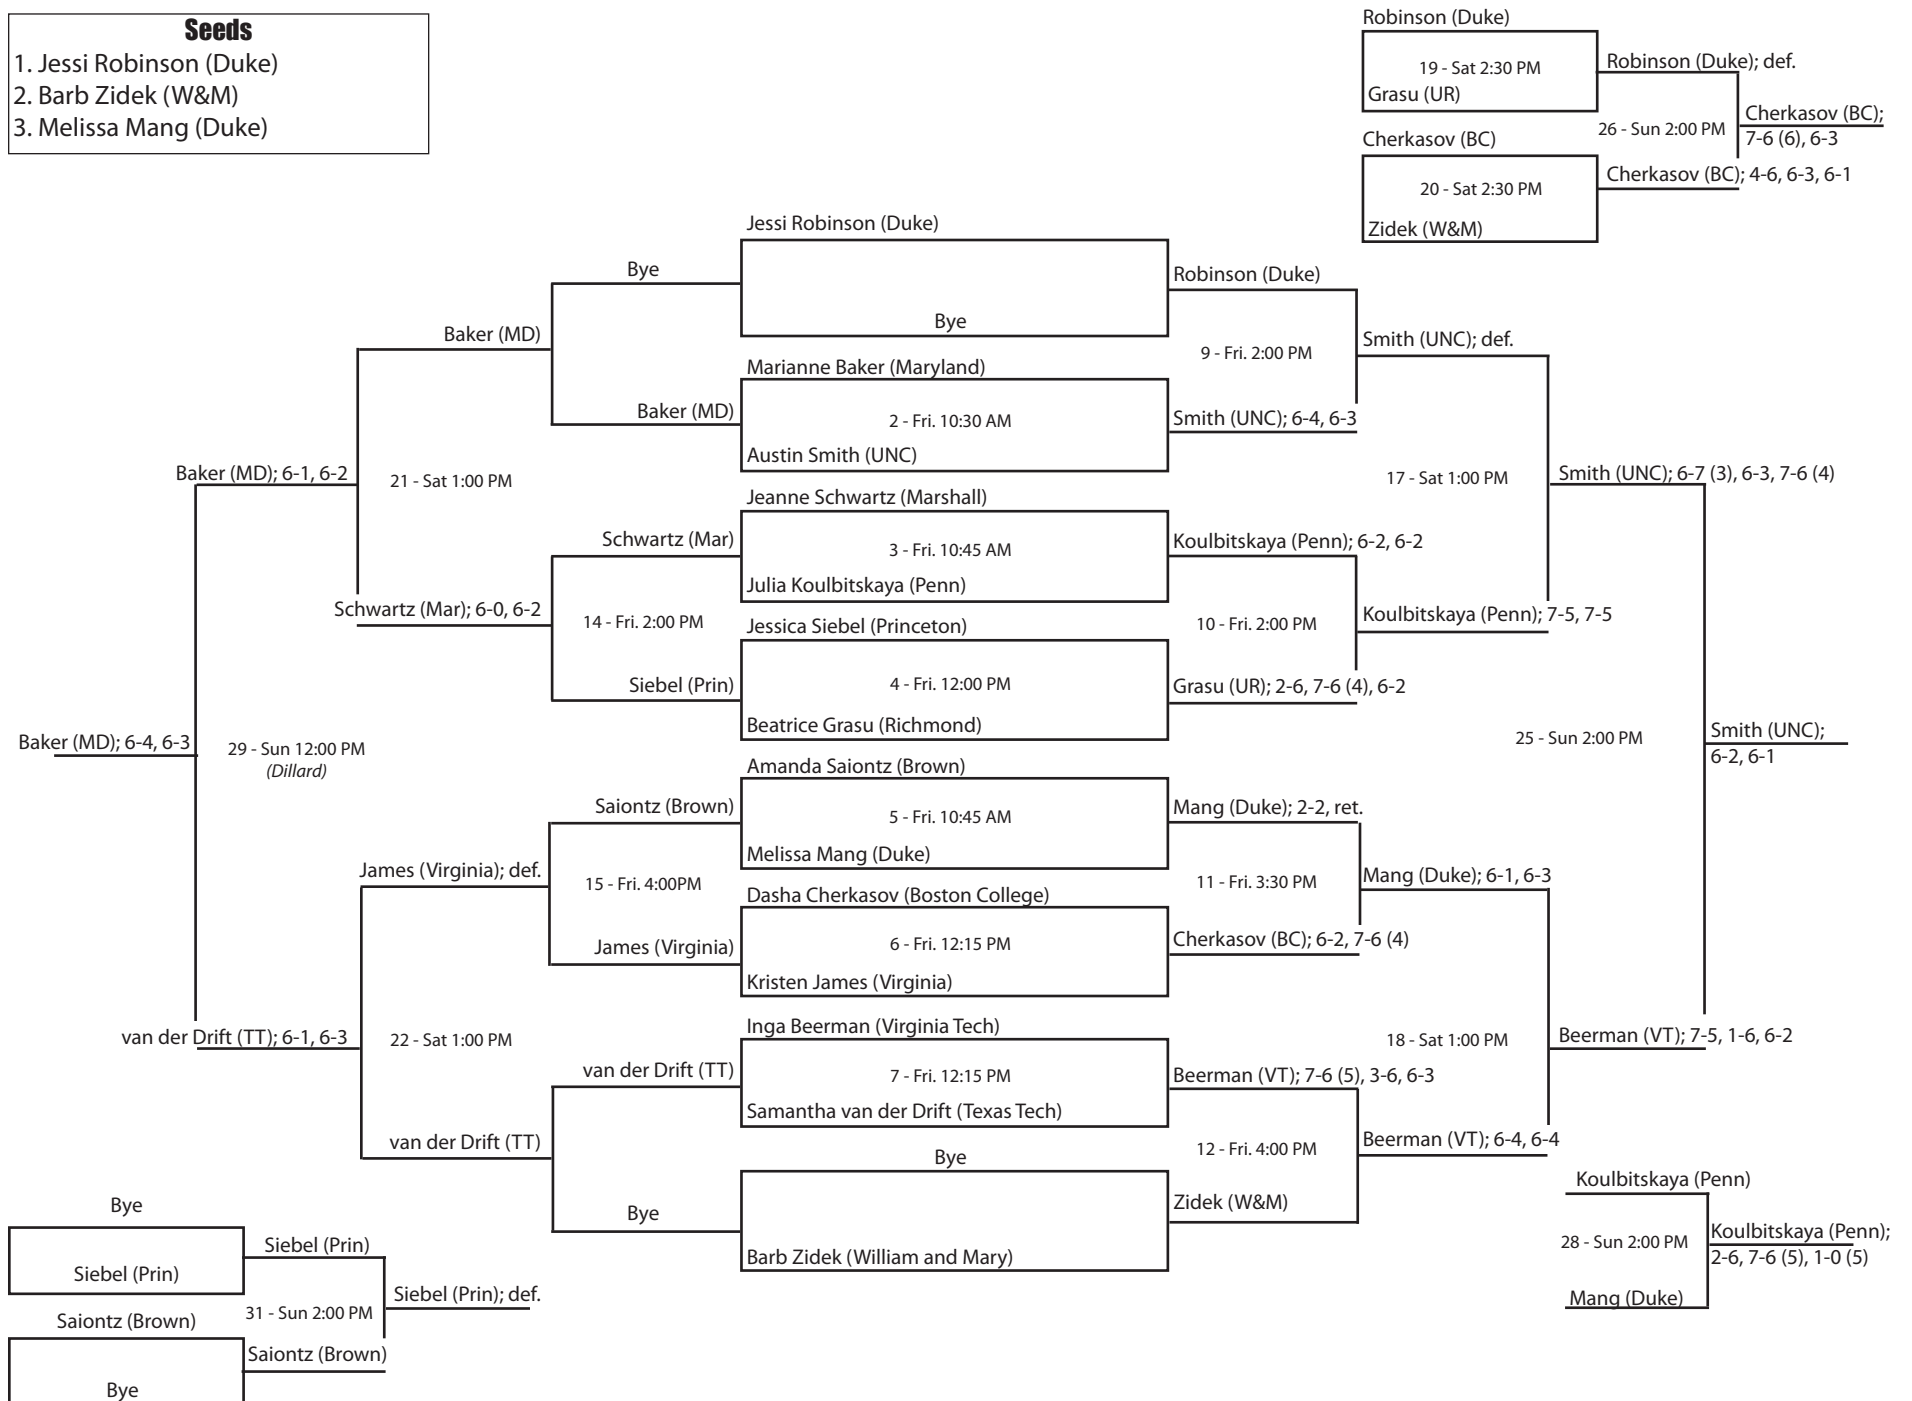 Seeds
1. Jessi Robinson (Duke)
2. Barb Zidek (W&M)
3. Melissa Mang (Duke)
Robinson (Duke)
19 - Sat 2:30 PM
Grasu (UR)
Robinson (Duke); def.
Cherkasov (BC)
20 - Sat 2:30 PM
Zidek (W&M)
Cherkasov (BC); 4-6, 6-3, 6-1
26 - Sun 2:00 PM
Cherkasov (BC);
7-6 (6), 6-3
Jessi Robinson (Duke)
Bye
Marianne Baker (Maryland)
2 - Fri. 10:30 AM
Austin Smith (UNC)
Jeanne Schwartz (Marshall)
3 - Fri. 10:45 AM
Julia Koulbitskaya (Penn)
Jessica Siebel (Princeton)
4 - Fri. 12:00 PM
Beatrice Grasu (Richmond)
Amanda Saiontz (Brown)
5 - Fri. 10:45 AM
Melissa Mang (Duke)
Dasha Cherkasov (Boston College)
6 - Fri. 12:15 PM
Kristen James (Virginia)
Inga Beerman (Virginia Tech)
7 - Fri. 12:15 PM
Samantha van der Drift (Texas Tech)
Bye
Barb Zidek (William and Mary)
Robinson (Duke)
9 - Fri. 2:00 PM
Smith (UNC); 6-4, 6-3
Koulbitskaya (Penn); 6-2, 6-2
10 - Fri. 2:00 PM
Grasu (UR); 2-6, 7-6 (4), 6-2
Mang (Duke); 2-2, ret.
11 - Fri. 3:30 PM
Cherkasov (BC); 6-2, 7-6 (4)
Beerman (VT); 7-6 (5), 3-6, 6-3
12 - Fri. 4:00 PM
Zidek (W&M)
Smith (UNC); def.
17 - Sat 1:00 PM
Koulbitskaya (Penn); 7-5, 7-5
Mang (Duke); 6-1, 6-3
18 - Sat 1:00 PM
Beerman (VT); 6-4, 6-4
Smith (UNC); 6-7 (3), 6-3, 7-6 (4)
25 - Sun 2:00 PM
Beerman (VT); 7-5, 1-6, 6-2
Smith (UNC);
6-2, 6-1
Koulbitskaya (Penn)
28 - Sun 2:00 PM
Mang (Duke)
Koulbitskaya (Penn);
2-6, 7-6 (5), 1-0 (5)
Bye
Baker (MD)
Schwartz (Mar)
14 - Fri. 2:00 PM
Siebel (Prin)
Saiontz (Brown)
15 - Fri. 4:00PM
James (Virginia)
van der Drift (TT)
Bye
Baker (MD)
21 - Sat 1:00 PM
Schwartz (Mar); 6-0, 6-2
James (Virginia); def.
22 - Sat 1:00 PM
van der Drift (TT)
Baker (MD); 6-1, 6-2
29 - Sun 12:00 PM
(Dillard)
van der Drift (TT); 6-1, 6-3
Baker (MD); 6-4, 6-3
Bye
Siebel (Prin)
Siebel (Prin)
Saiontz (Brown)
Bye
31 - Sun 2:00 PM
Saiontz (Brown)
Siebel (Prin); def.